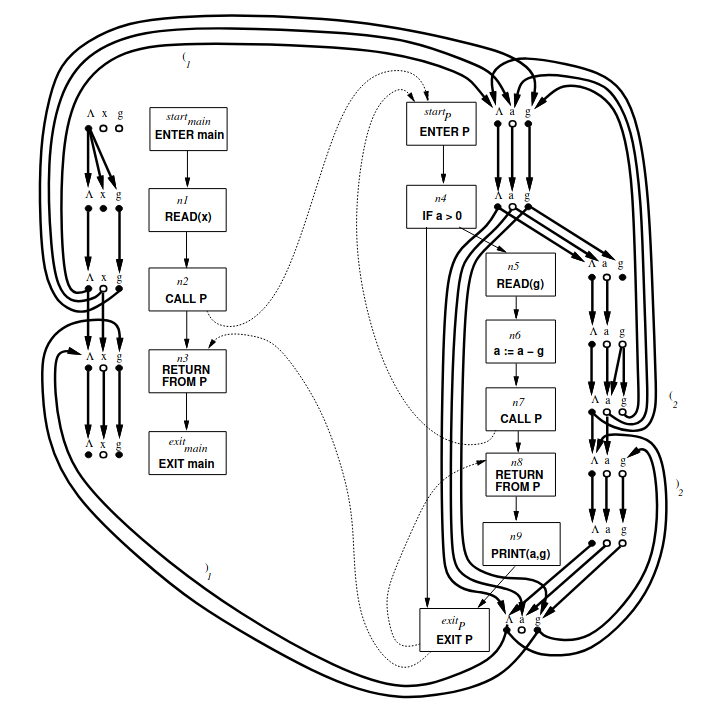 (1
Λ x g
start main
ENTER main
Λ x g
n1
READ(x)
Λ x g
n2
CALL P
Λ x g
n3
RETURN
FROM P
Λ x g
exit main
EXIT main
)1
Λ a g
start P
ENTER P
Λ a g
n4
IF a > 0
Λ a g
n5
READ(g)
Λ a g
n6
a := a − g
Λ a g
n7
CALL P
(2
Λ a g
n8
RETURN
FROM P
)2
Λ a g
n9
PRINT(a,g)
Λ a g
exit P
EXIT P